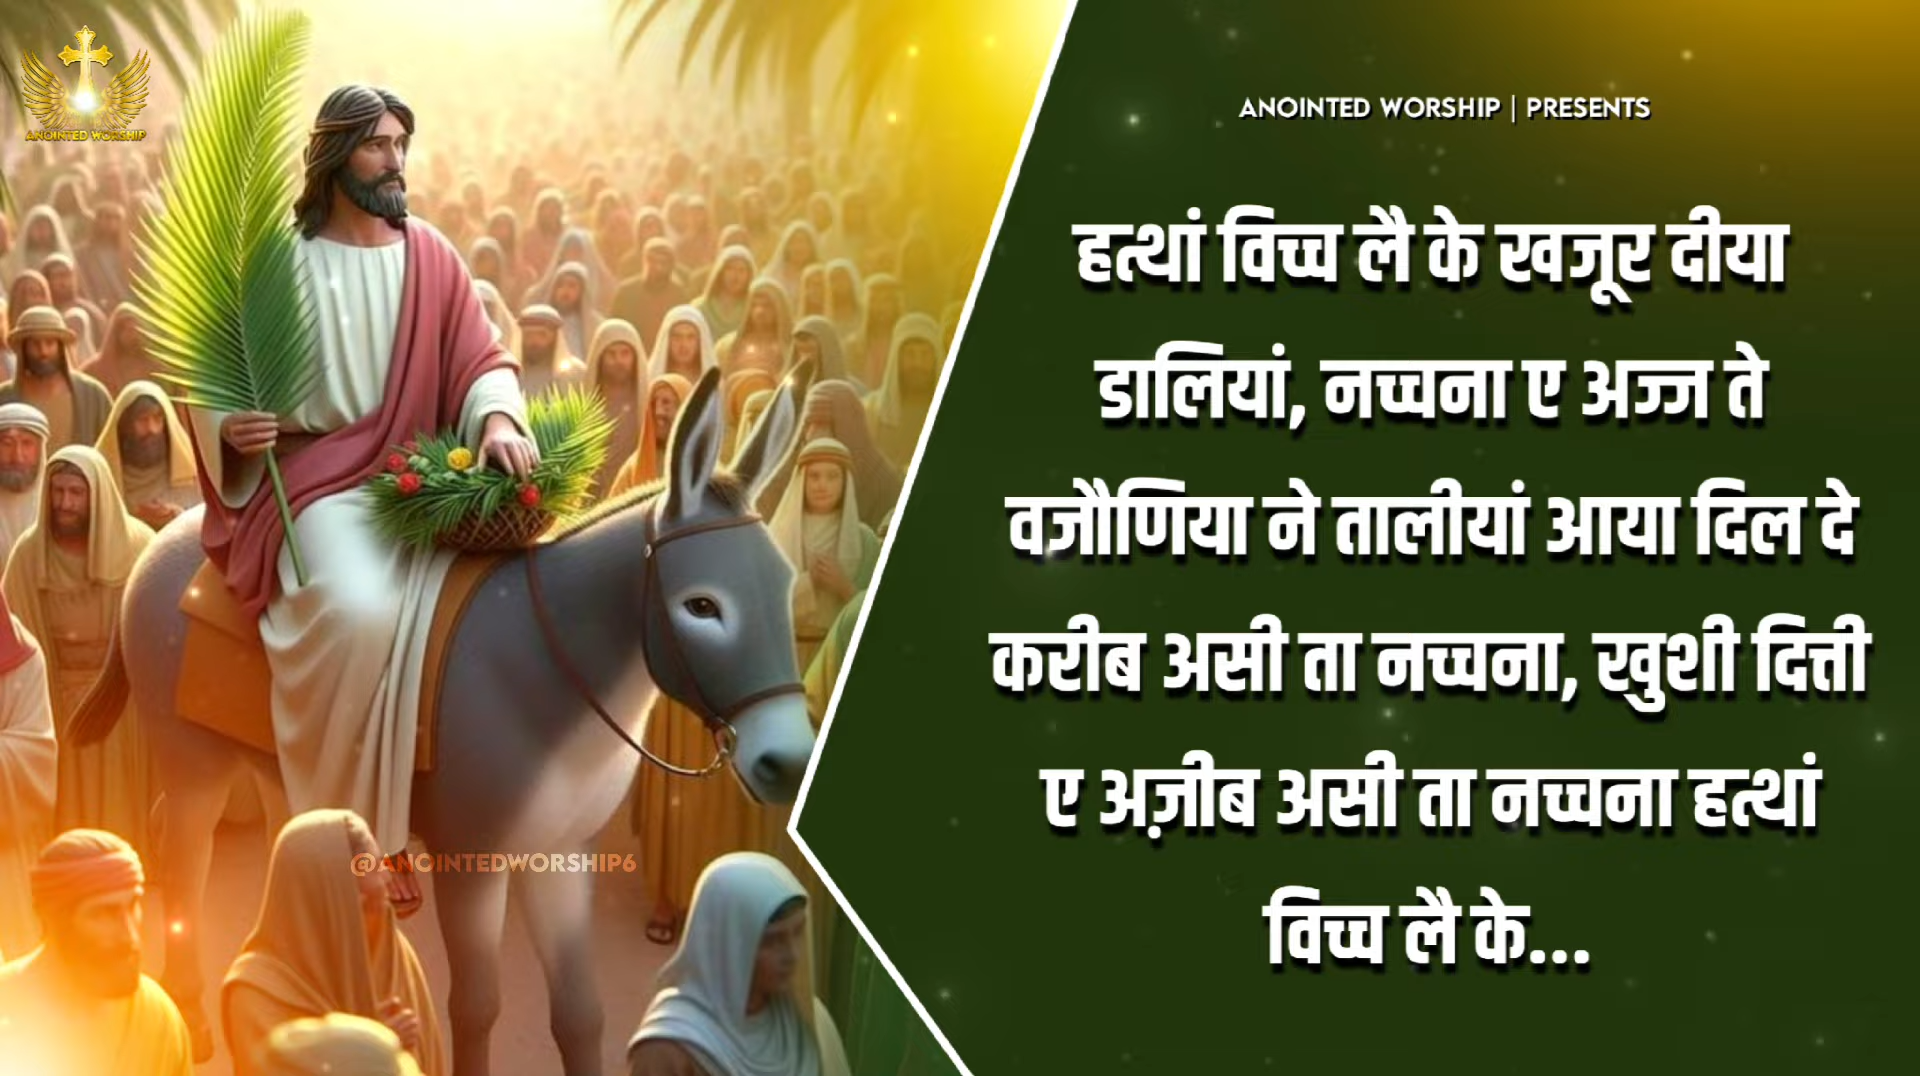 ANOINTED WORSHIP
ANOINTED WORSHIP | PRESENTS
हत्थां विच्च लै के खजूर दीया
डालियां, नच्चना ए अज्ज ते
वजौणिया ने तालीयां आया दिल दे
करीब असी ता नच्चना, खुशी दित्ती
ए अज़ीब असी ता नच्चना हत्थां
विच्च लै के...
@ANOINTEDWORSHIP6